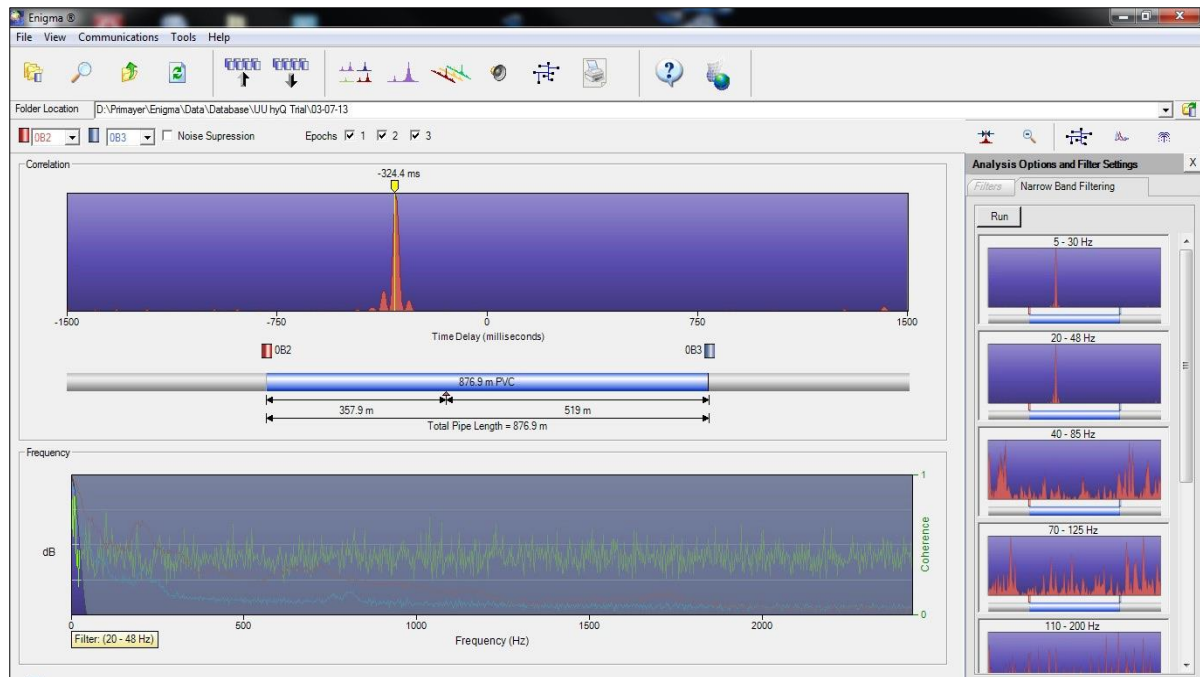 Enigma ®
File View Communications Tools Help
Folder Location D:\Primayer\Enigma\Data\Database\UU hyQ Trial\03-07-13
0B2 0B3 Noise Supression Epochs 1 2 3
Correlation
-324.4 ms
-1500 -750 0 750 1500
Time Delay (milliseconds)
0B2 0B3
876.9 m PVC
357.9 m 519 m
Total Pipe Length = 876.9 m
Frequency
1
dB
Coherence
0
0 500 1000 1500 2000
Filter: (20 - 48 Hz)
Frequency (Hz)
Analysis Options and Filter Settings X
Filters Narrow Band Filtering
Run
5 - 30 Hz
20 - 48 Hz
40 - 85 Hz
70 - 125 Hz
110 - 200 Hz